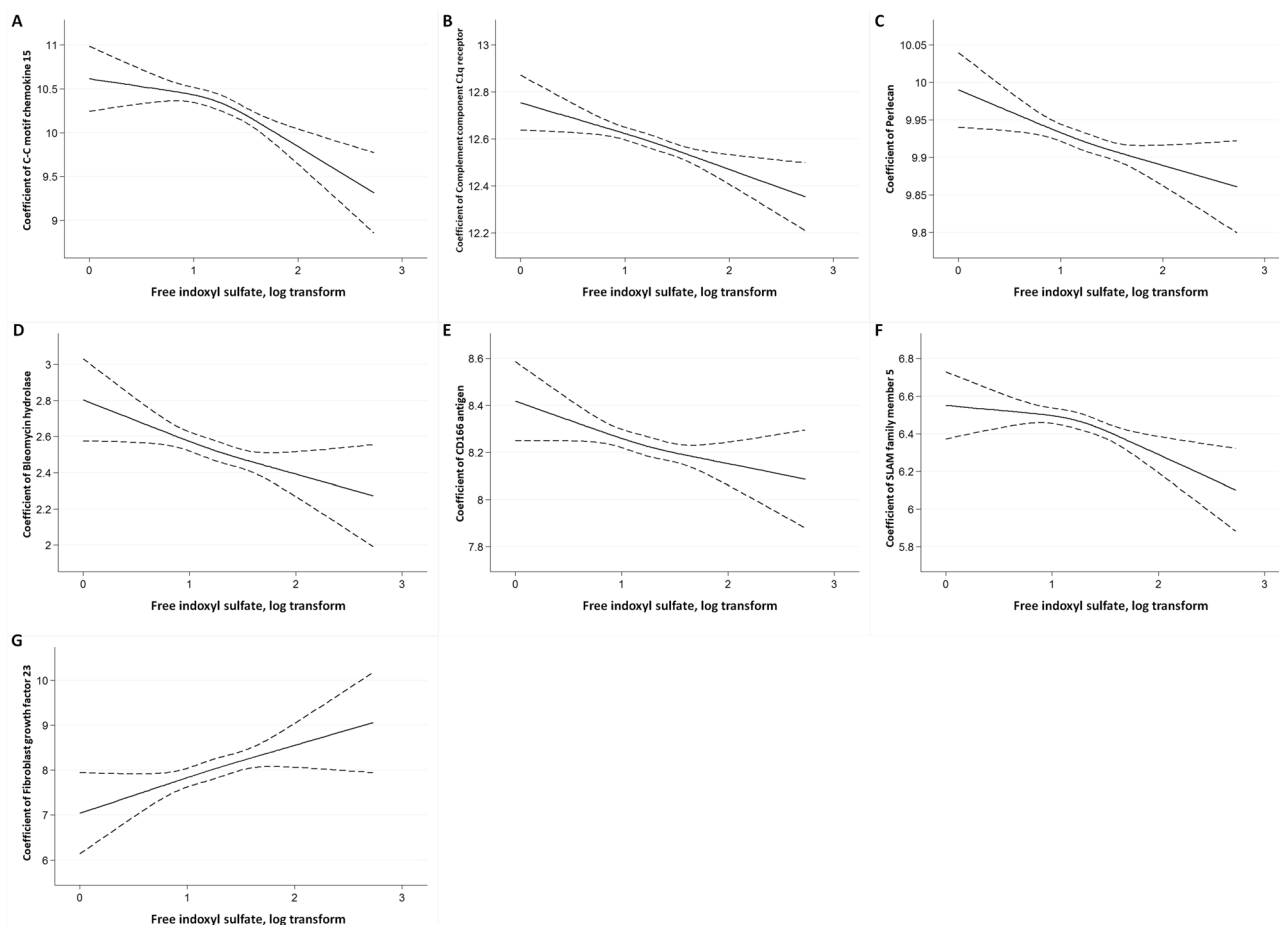 A
Coefficient of C-C motif chemokine 15
11
10.5
10
9.5
9
0 1 2 3
Free indoxyl sulfate, log transform
B
Coefficient of Complement component C1q receptor
13
12.8
12.6
12.4
12.2
0 1 2 3
Free indoxyl sulfate, log transform
C
Coefficient of Perlecan
10.05
10
9.95
9.9
9.85
9.8
0 1 2 3
Free indoxyl sulfate, log transform
D
Coefficient of Bleomycin hydrolase
3
2.8
2.6
2.4
2.2
2
0 1 2 3
Free indoxyl sulfate, log transform
E
Coefficient of CD166 antigen
8.6
8.4
8.2
8
7.8
0 1 2 3
Free indoxyl sulfate, log transform
F
Coefficient of SLAM family member 5
6.8
6.6
6.4
6.2
6
5.8
0 1 2 3
Free indoxyl sulfate, log transform
G
Coefficient of Fibroblast growth factor 23
10
9
8
7
6
0 1 2 3
Free indoxyl sulfate, log transform